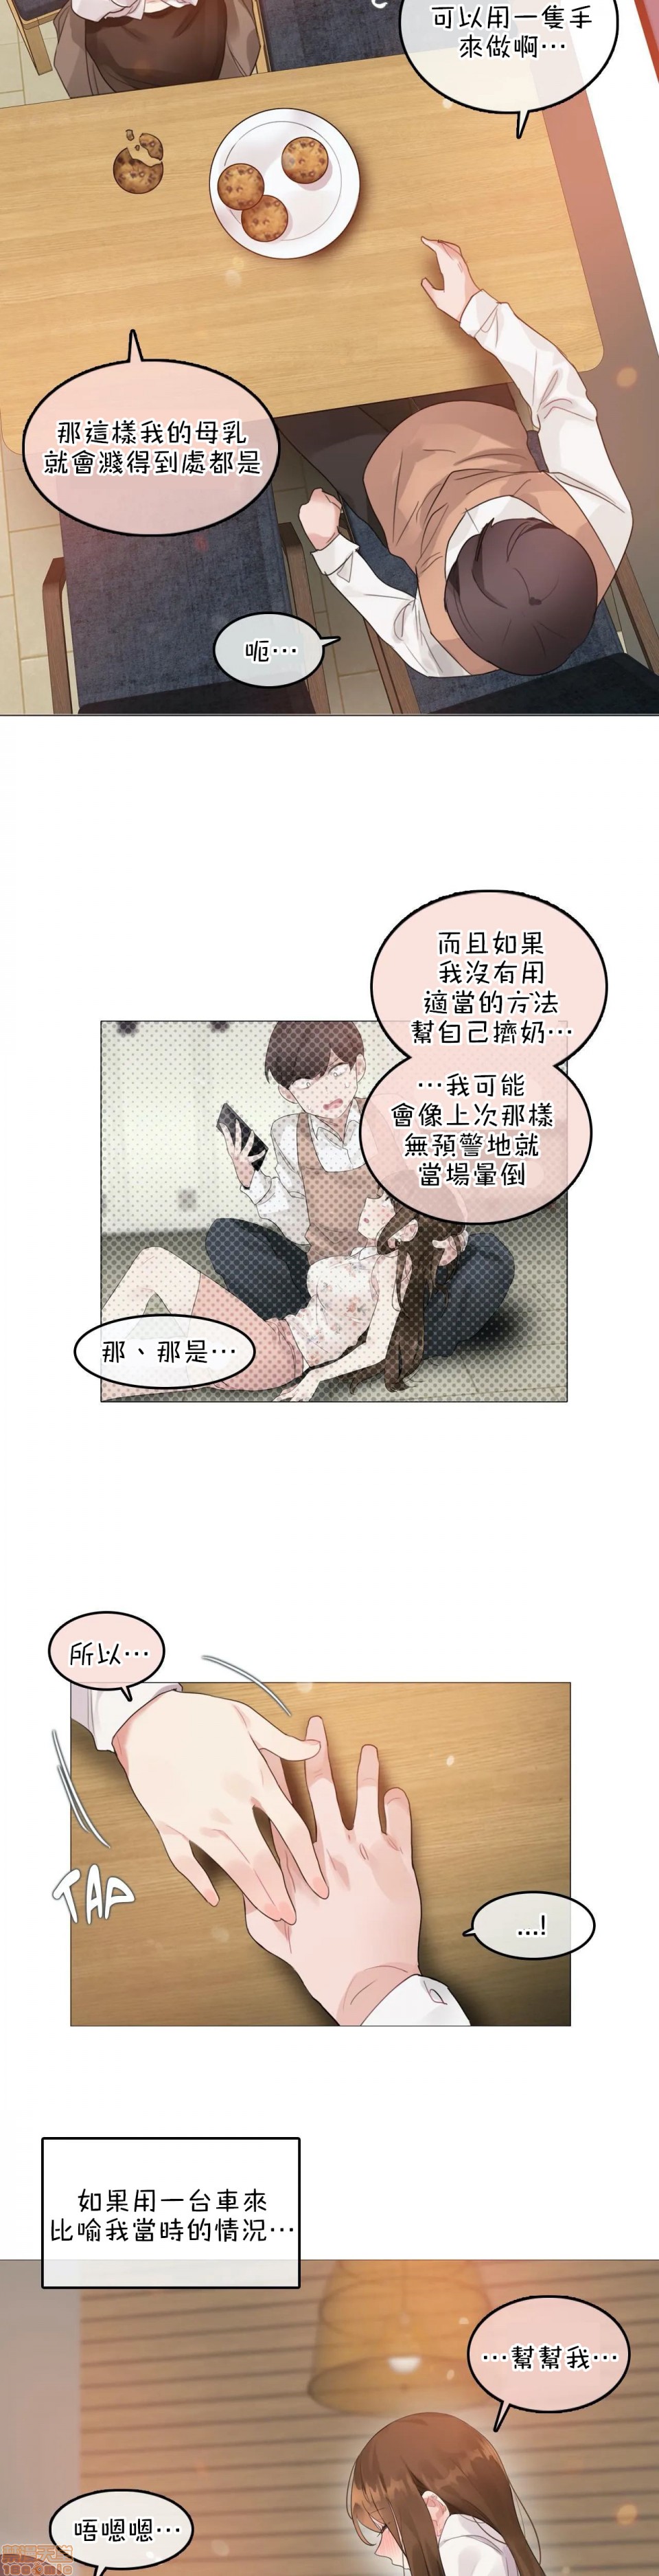 可以用一隻手
來做啊…
那這樣我的母乳
就會濺得到處都是
呃…
而且如果
我沒有用
適當的方法
幫自己擠奶…
…我可能
會像上次那樣
無預警地就
當場暈倒
那、那是…
所以…
TAP
...!
如果用一台車來
比喻我當時的情況…
…幫幫我…
唔嗯嗯…